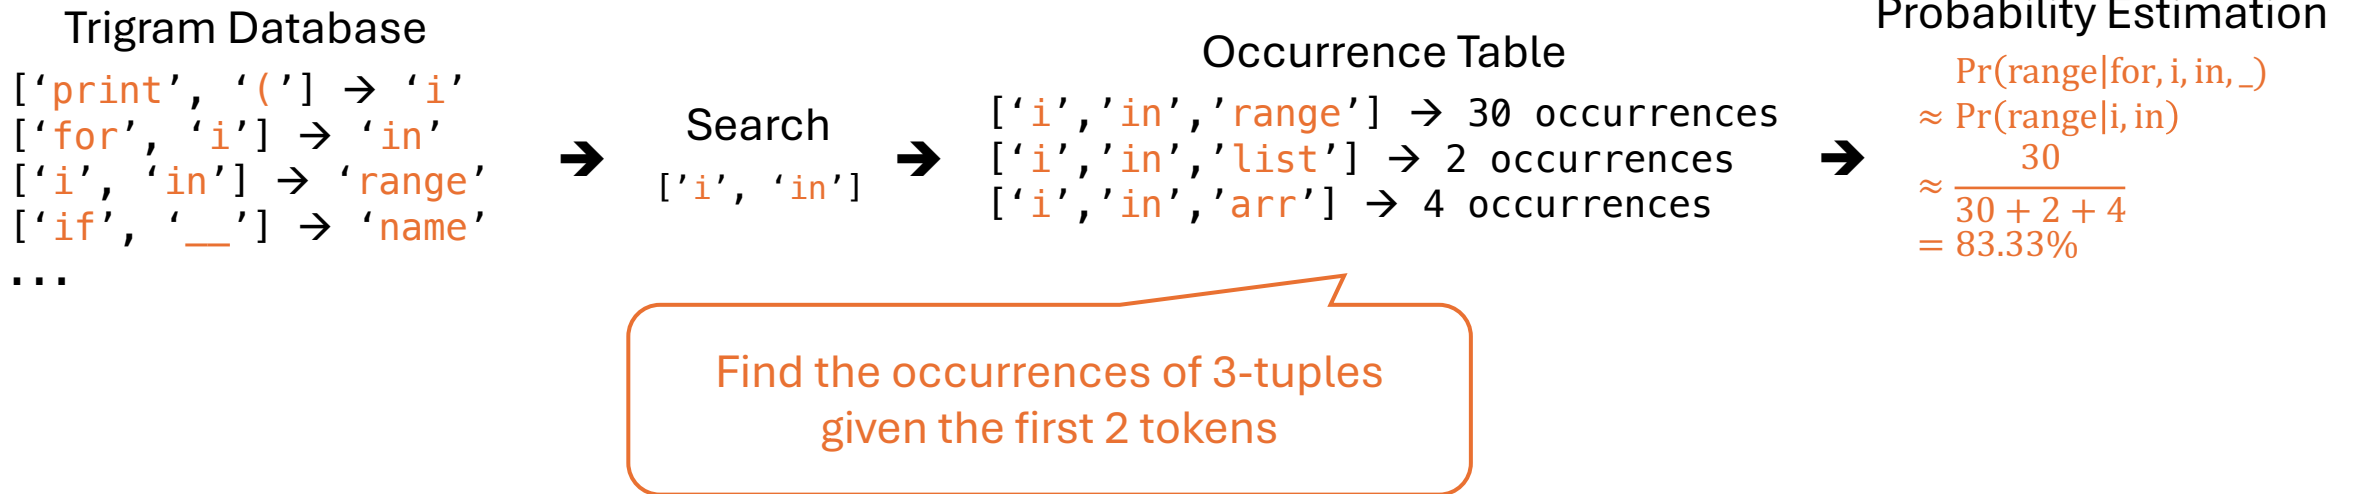 Trigram Database
[‘print’, ‘(’] → ‘i’
[‘for’, ‘i’] → ‘in’
[‘i’, ‘in’] → ‘range’
[‘if’, ‘__’] → ‘name’
...
Search
[’i’, ‘in’]
Occurrence Table
[‘i’,’in’,’range’] → 30 occurrences
[‘i’,’in’,’list’] → 2 occurrences
[‘i’,’in’,’arr’] → 4 occurrences
Probability Estimation
Pr(range|for, i, in, _)
≈ Pr(range|i, in)
≈ 30
30 + 2 + 4
= 83.33%
Find the occurrences of 3-tuples
given the first 2 tokens